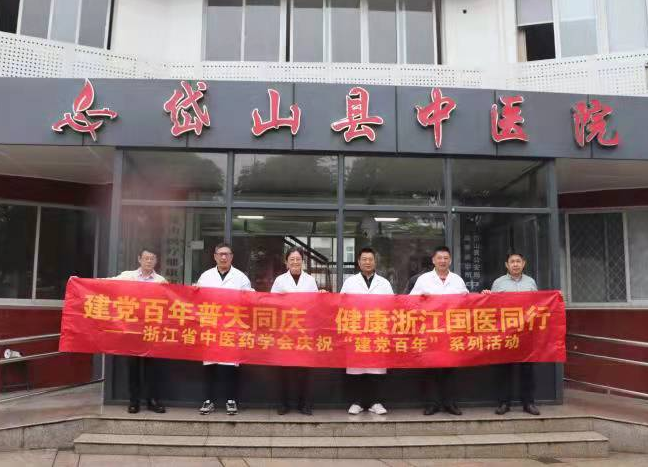 岱山县中医院
建党百年普天同庆 健康浙江国医同行
——浙江省中医药学会庆祝“建党百年”系列活动